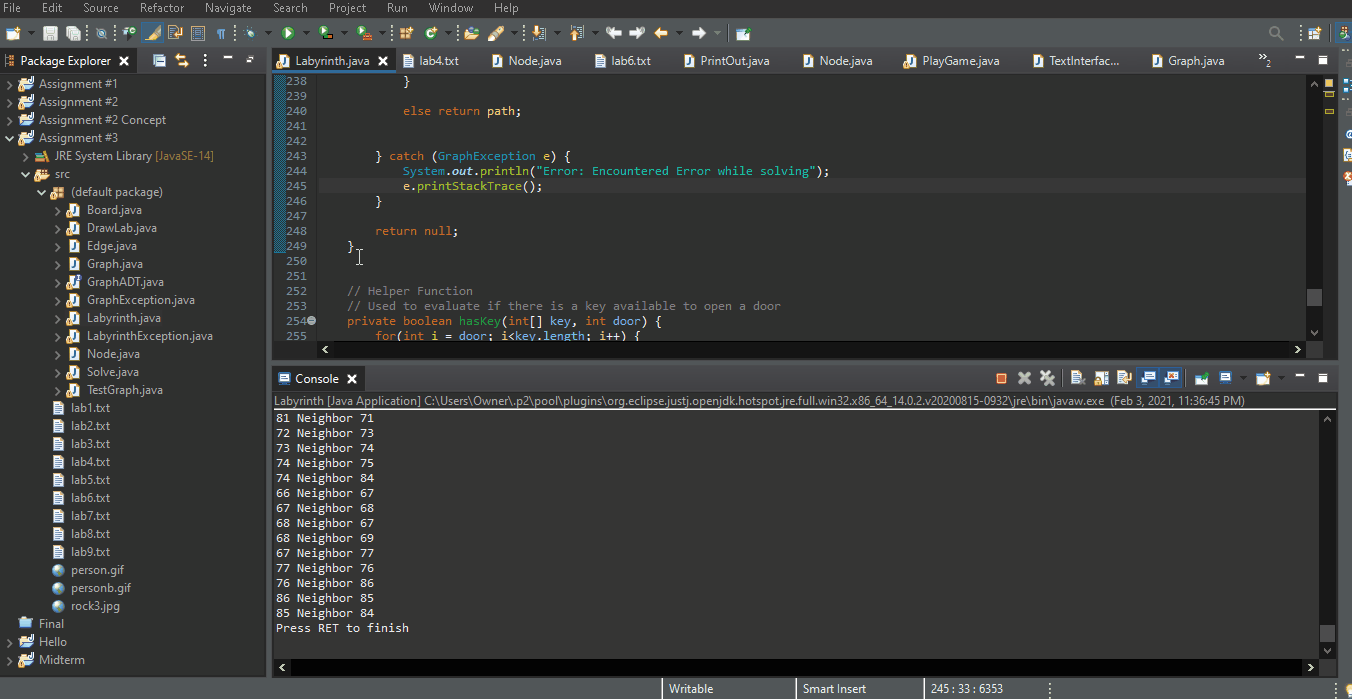 File Edit Source Refactor Navigate Search Project Run Window Help
Package Explorer
Assignment #1
Assignment #2
Assignment #2 Concept
Assignment #3
JRE System Library [JavaSE-14]
src
(default package)
Board.java
DrawLab.java
Edge.java
Graph.java
GraphADT.java
GraphException.java
Labyrinth.java
LabyrinthException.java
Node.java
Solve.java
TestGraph.java
lab1.txt
lab2.txt
lab3.txt
lab4.txt
lab5.txt
lab6.txt
lab7.txt
lab8.txt
lab9.txt
person.gif
personb.gif
rock3.jpg
Final
Hello
Midterm
Labyrinth.java lab4.txt Node.java lab6.txt PrintOut.java Node.java PlayGame.java TextInterfac... Graph.java »2
238 }
239
240 else return path;
241
242
243 } catch (GraphException e) {
244 System.out.println("Error: Encountered Error while solving");
245 e.printStackTrace();
246 }
247
248 return null;
249 }
250
251
252 // Helper Function
253 // Used to evaluate if there is a key available to open a door
254 private boolean hasKey(int[] key, int door) {
255 for(int i = door; i<key.length; i++) {
Console
Labyrinth [Java Application] C:\Users\Owner\.p2\pool\plugins\org.eclipse.justj.openjdk.hotspot.jre.full.win32.x86_64_14.0.2.v20200815-0932\jre\bin\javaw.exe (Feb 3, 2021, 11:36:45 PM)
81 Neighbor 71
72 Neighbor 73
73 Neighbor 74
74 Neighbor 75
74 Neighbor 84
66 Neighbor 67
67 Neighbor 68
68 Neighbor 67
68 Neighbor 69
67 Neighbor 77
77 Neighbor 76
76 Neighbor 86
86 Neighbor 85
85 Neighbor 84
Press RET to finish
Writable Smart Insert 245 : 33 : 6353